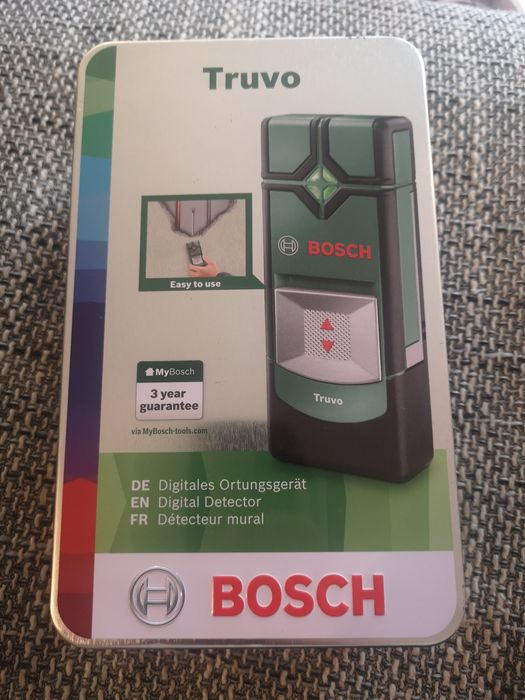 Truvo
BOSCH
Easy to use
Truvo
MyBosch
3 year
guarantee
via MyBosch-tools.com
DE Digitales Ortungsgerät
EN Digital Detector
FR Détecteur mural
BOSCH